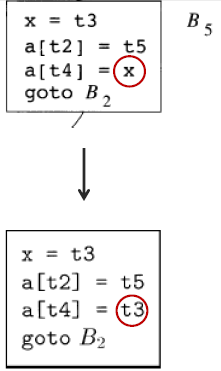 x = t3
B₅
a[t2] = t5
a[t4] = x
goto B₂
x = t3
a[t2] = t5
a[t4] = t3
goto B₂